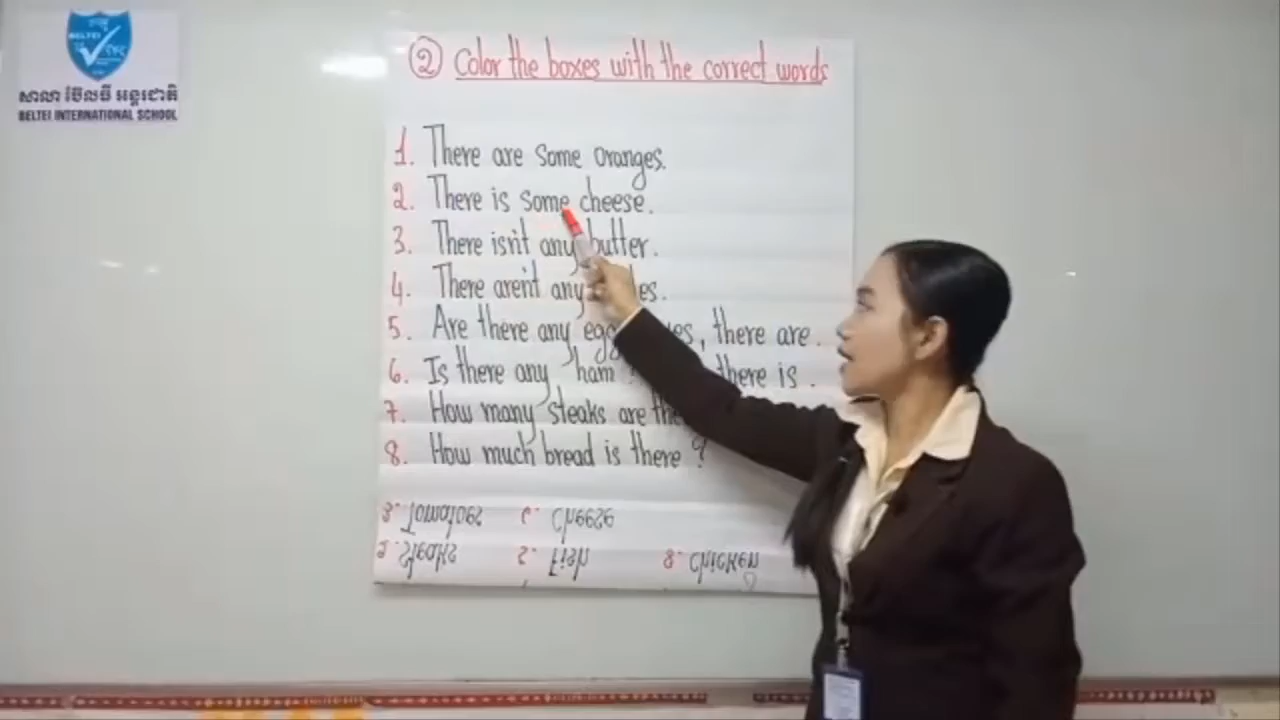 BELTEI
សាលា ប៊ែលធី អន្តរជាតិ
BELTEI INTERNATIONAL SCHOOL
② Color the boxes with the correct words
1. There are some oranges.
2. There is some cheese.
3. There isn't any butter.
4. There aren't any
5. Are there any , there are.
6. Is there any ham ? there is.
7. How many steaks are
8. How much bread is there?
3. Tomatoes Cheese
2. Steaks Fish 8. Chicken